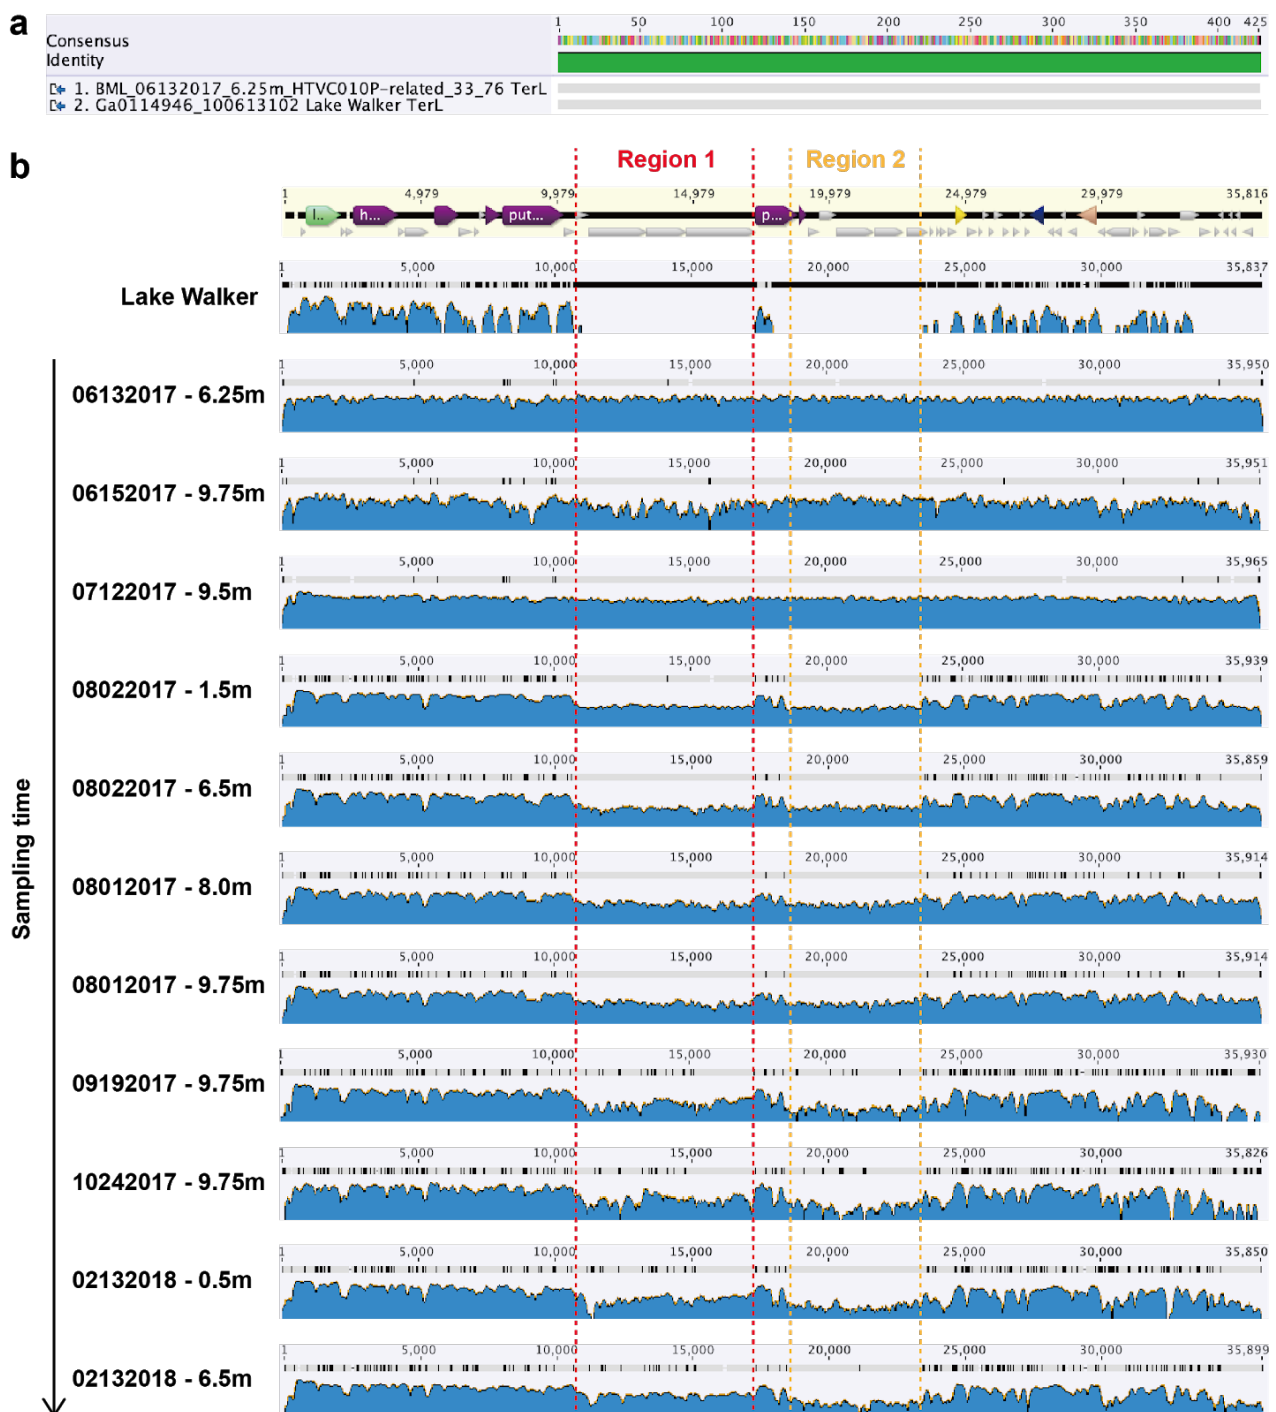 a
1 50 100 150 200 250 300 350 400 425
Consensus
Identity
1. BML_06132017_6.25m_HTVC010P-related_33_76 TerL
2. Ga0114946_100613102 Lake Walker TerL
b
Region 1 Region 2
1 4,979 9,979 14,979 19,979 24,979 29,979 35,816
l.. h... put... p...
1 5,000 10,000 15,000 20,000 25,000 30,000 35,837
Lake Walker
1 5,000 10,000 15,000 20,000 25,000 30,000 35,950
06132017 - 6.25m
1 5,000 10,000 15,000 20,000 25,000 30,000 35,951
06152017 - 9.75m
1 5,000 10,000 15,000 20,000 25,000 30,000 35,965
07122017 - 9.5m
1 5,000 10,000 15,000 20,000 25,000 30,000 35,939
08022017 - 1.5m
1 5,000 10,000 15,000 20,000 25,000 30,000 35,859
08022017 - 6.5m
1 5,000 10,000 15,000 20,000 25,000 30,000 35,914
08012017 - 8.0m
1 5,000 10,000 15,000 20,000 25,000 30,000 35,914
08012017 - 9.75m
1 5,000 10,000 15,000 20,000 25,000 30,000 35,930
09192017 - 9.75m
1 5,000 10,000 15,000 20,000 25,000 30,000 35,826
10242017 - 9.75m
1 5,000 10,000 15,000 20,000 25,000 30,000 35,850
02132018 - 0.5m
1 5,000 10,000 15,000 20,000 25,000 30,000 35,899
02132018 - 6.5m
Sampling time